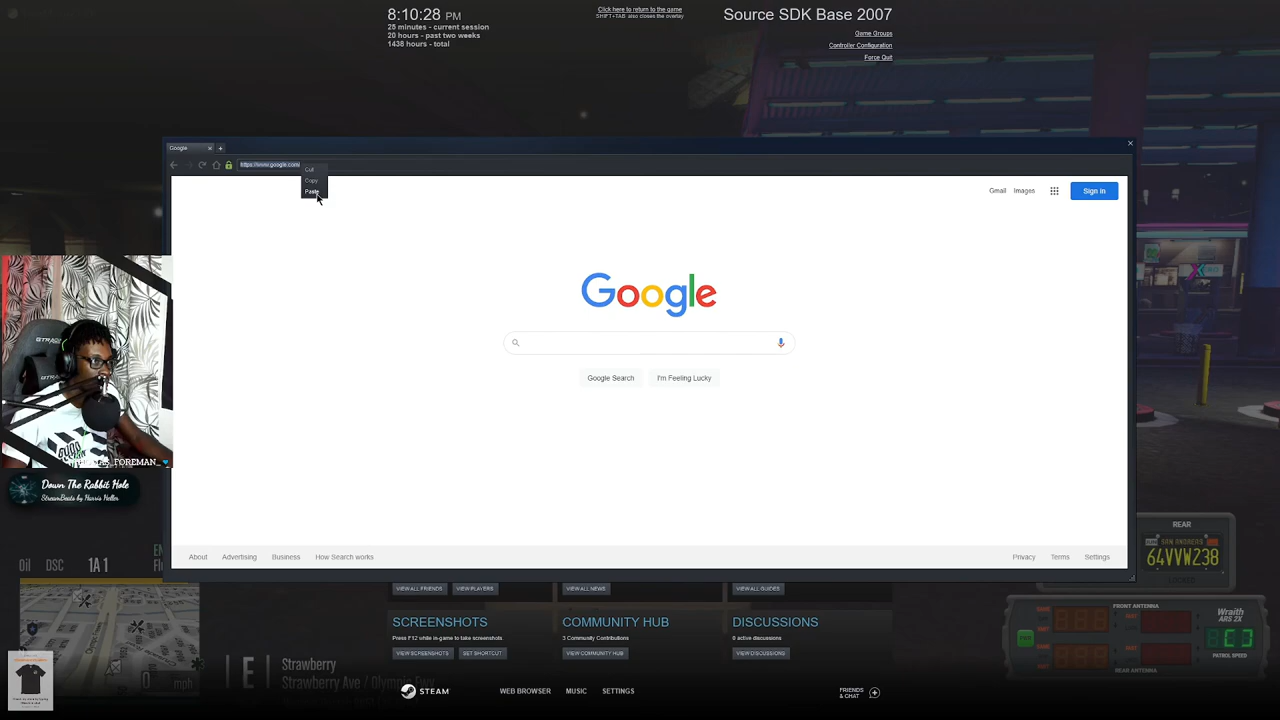 8:10:28 PM
25 minutes - current session
20 hours - past two weeks
1438 hours - total
Click here to return to the game
SHIFT+TAB also closes the overlay
Source SDK Base 2007
Game Groups
Controller Configuration
Force Quit
Google
https://www.google.com/
Cut
Copy
Paste
Gmail
Images
Sign in
Google
Google Search
I'm Feeling Lucky
GTRACING
FOREMAN_
Down The Rabbit Hole
StreamBeats by Harris Heller
About
Advertising
Business
How Search works
Privacy
Terms
Settings
Oil
DSC
1A1
VIEW ALL FRIENDS
VIEW PLAYERS
VIEW ALL NEWS
VIEW ALL GUIDES
SCREENSHOTS
Press F12 while in-game to take screenshots.
VIEW SCREENSHOTS
SET SHORTCUT
COMMUNITY HUB
3 Community Contributions
VIEW COMMUNITY HUB
DISCUSSIONS
0 active discussions
VIEW DISCUSSIONS
REAR
SAN ANDREAS
64VVW238
LOCKED
FRONT ANTENNA
Wraith
ARS 2X
PATROL SPEED
REAR ANTENNA
E
Strawberry
Strawberry Ave / Olympic Fwy
0 mph
STEAM
WEB BROWSER
MUSIC
SETTINGS
FRIENDS
& CHAT